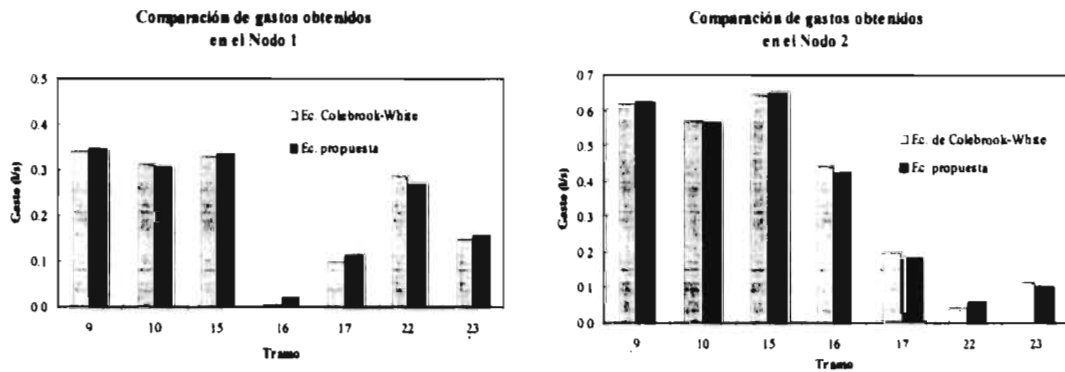 Comparación de gastos obtenidos
en el Nodo 1
Gasto (l/s)
0.5
0.4
0.3
0.2
0.1
0.0
Ec. Colebrook-White
Ec. propuesta
9 10 15 16 17 22 23
Tramo
Comparación de gastos obtenidos
en el Nodo 2
Gasto (l/s)
0.7
0.6
0.5
0.4
0.3
0.2
0.1
0.0
Ec. de Colebrook-White
Ec. propuesta
9 10 15 16 17 22 23
Tramo